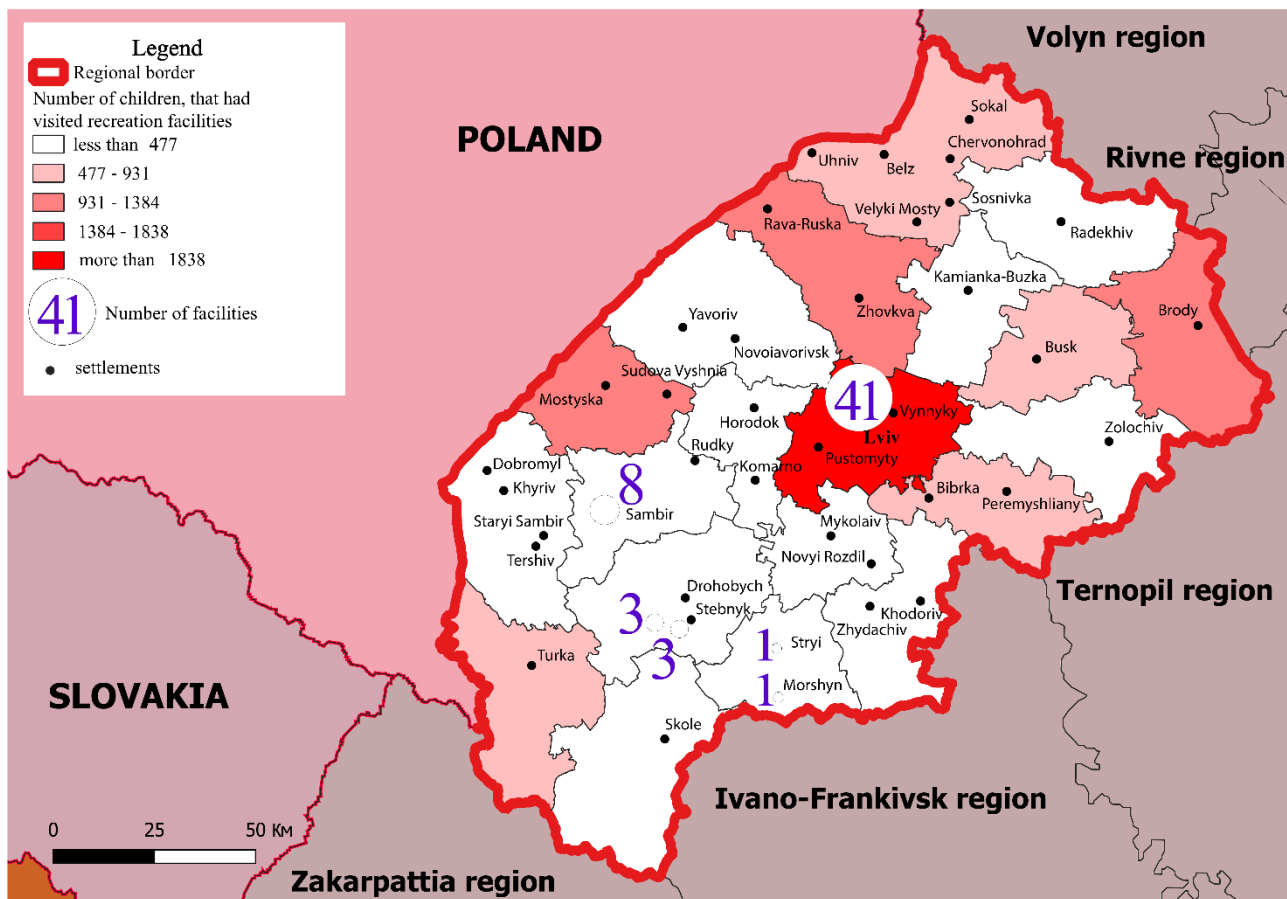 Legend
Regional border
Number of children, that had
visited recreation facilities
less than 477
477 - 931
931 - 1384
1384 - 1838
more than 1838
41 Number of facilities
settlements
POLAND
SLOVAKIA
Volyn region
Rivne region
Ternopil region
Ivano-Frankivsk region
Zakarpattia region
Sokal
Chervonohrad
Uhniv
Belz
Sosnivka
Velyki Mosty
Rava-Ruska
Radekhiv
Kamianka-Buzka
Zhovkva
Brody
Yavoriv
Novoiavorivsk
Busk
Sudova Vyshnia
Mostyska
41
Vynnyky
Horodok
Lviv
Pustomyty
Zolochiv
Rudky
Komarno
Dobromyl
Khyriv
8
Sambir
Bibrka
Peremyshliany
Staryi Sambir
Tershiv
Mykolaiv
Novyi Rozdil
Drohobych
Stebnyk
3
3
Khodoriv
Zhydachiv
1
Stryi
1
Morshyn
Turka
Skole
0 25 50 Км